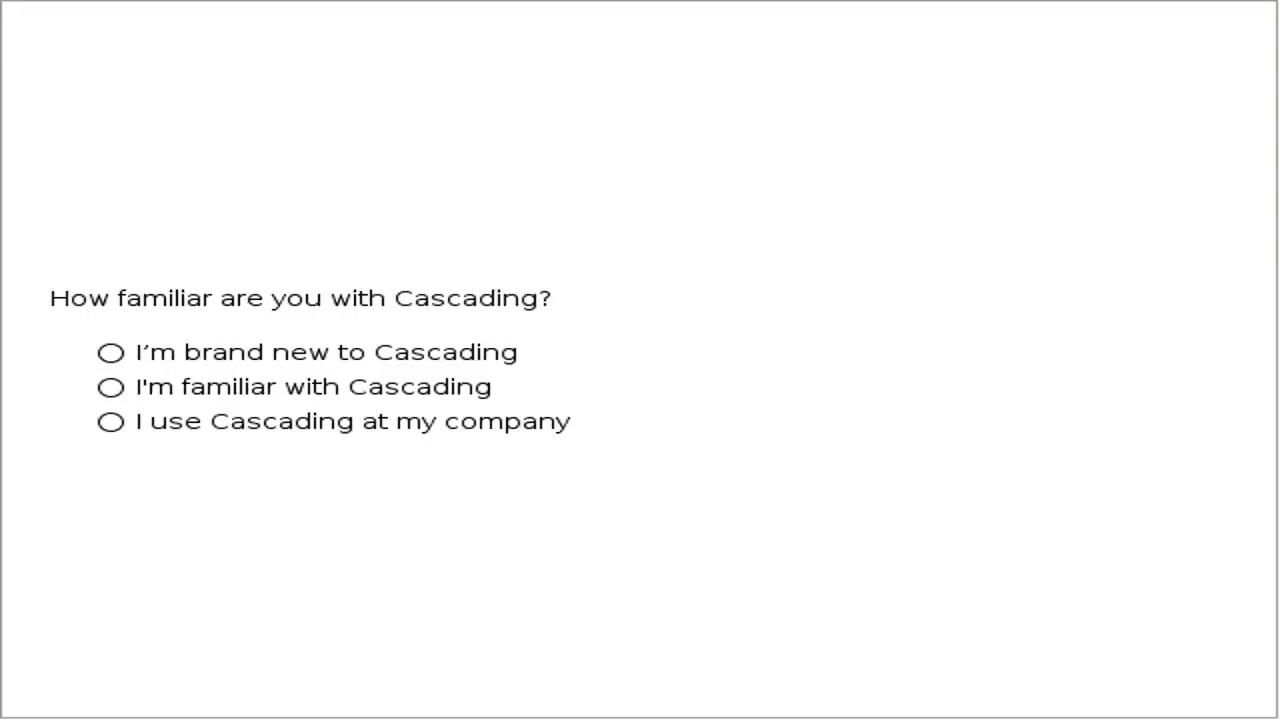 How familiar are you with Cascading?
I’m brand new to Cascading
I'm familiar with Cascading
I use Cascading at my company